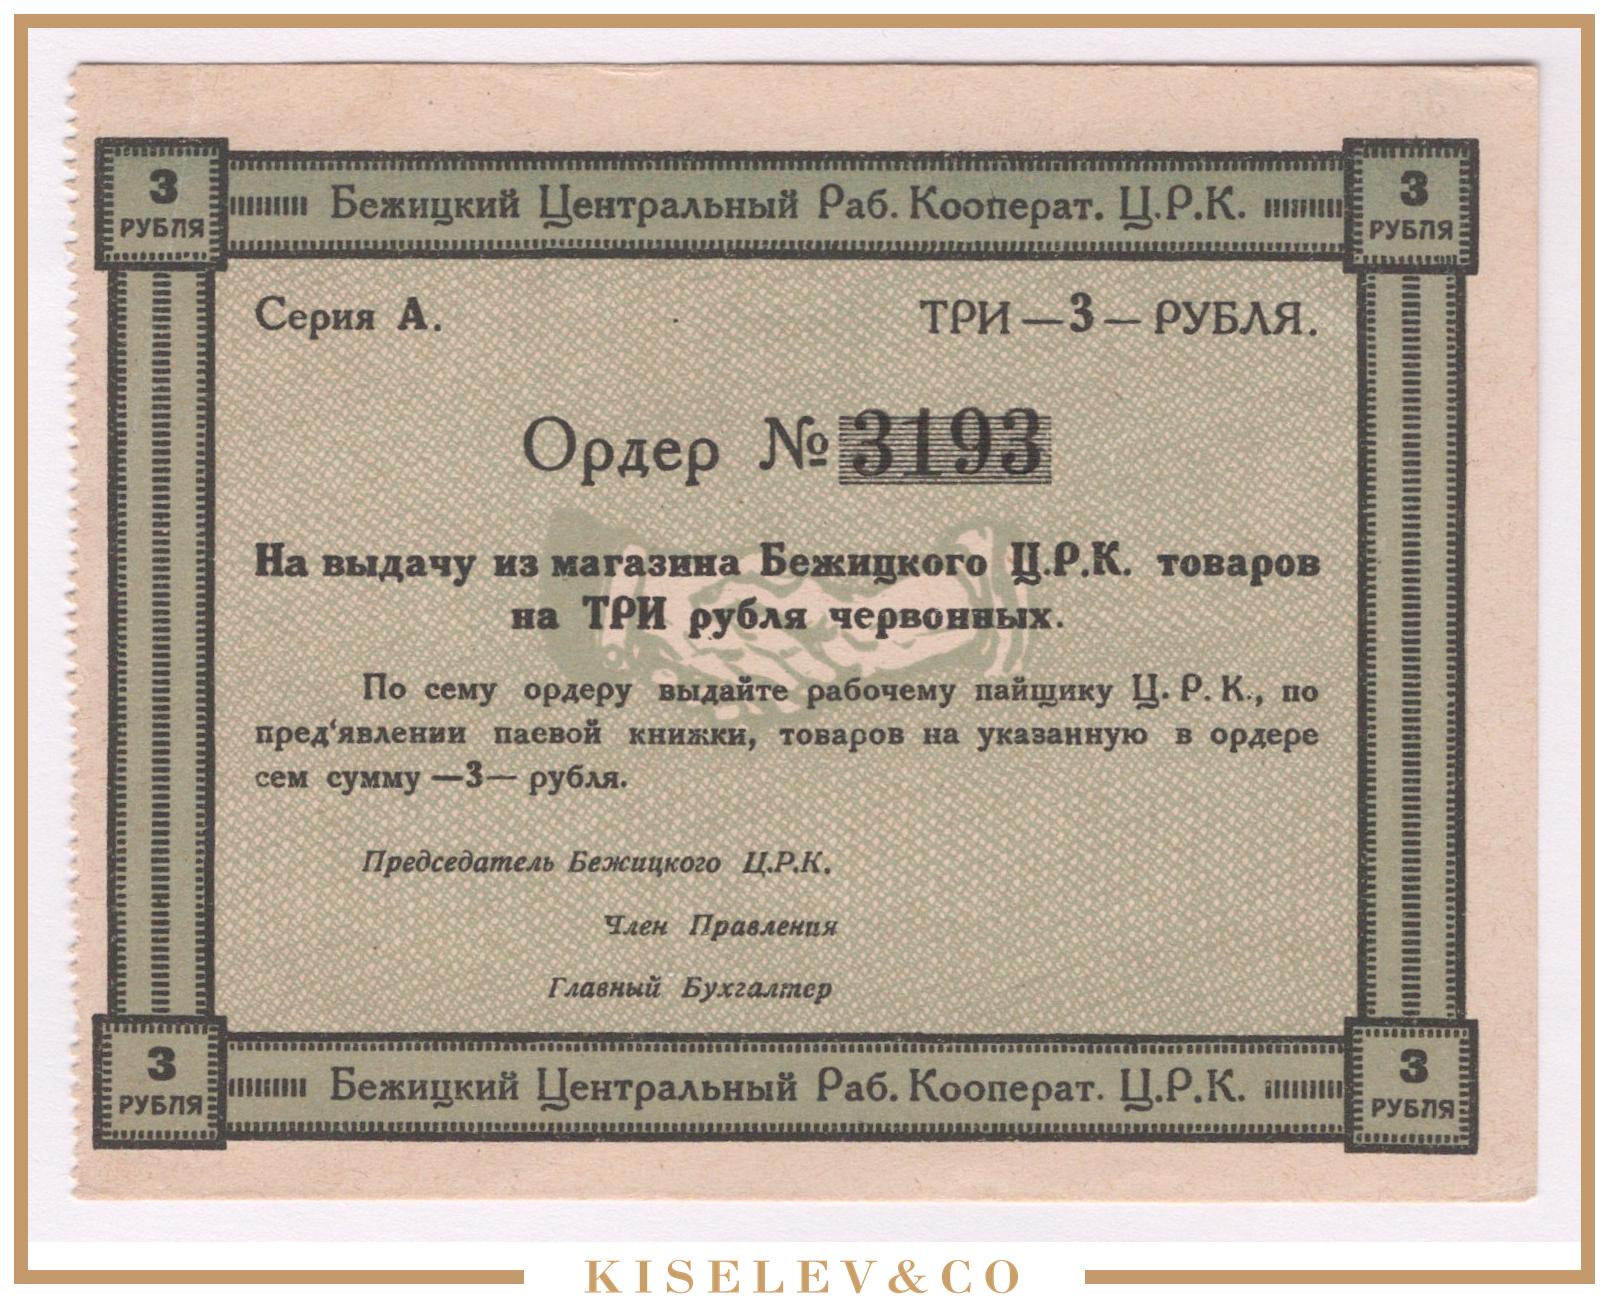 3 РУБЛЯ
Бежицкий Центральный Раб. Кооперат. Ц.Р.К.
3 РУБЛЯ
Серия А.
ТРИ —3— РУБЛЯ.
Ордер № 3193
На выдачу из магазина Бежицкого Ц.Р.К. товаров
на ТРИ рубля червонных.
По сему ордеру выдайте рабочему пайщику Ц. Р. К., по
пред‘явлении паевой книжки, товаров на указанную в ордере
сем сумму —3— рубля.
Председатель Бежицкого Ц.Р.К.
Член Правления
Главный Бухгалтер
3 РУБЛЯ
Бежицкий Центральный Раб. Кооперат. Ц.Р.К.
3 РУБЛЯ
KISELEV&CO